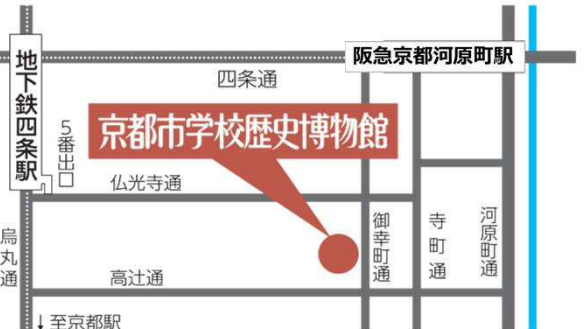 阪急京都河原町駅
地下鉄四条駅
四条通
5番出口
京都市学校歴史博物館
仏光寺通
御幸町通
寺町通
河原町通
烏丸通
高辻通
↓至京都駅